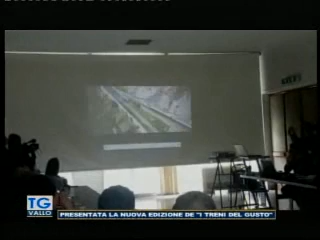 TG
VALLO
PRESENTATA LA NUOVA EDIZIONE DE "I TRENI DEL GUSTO"